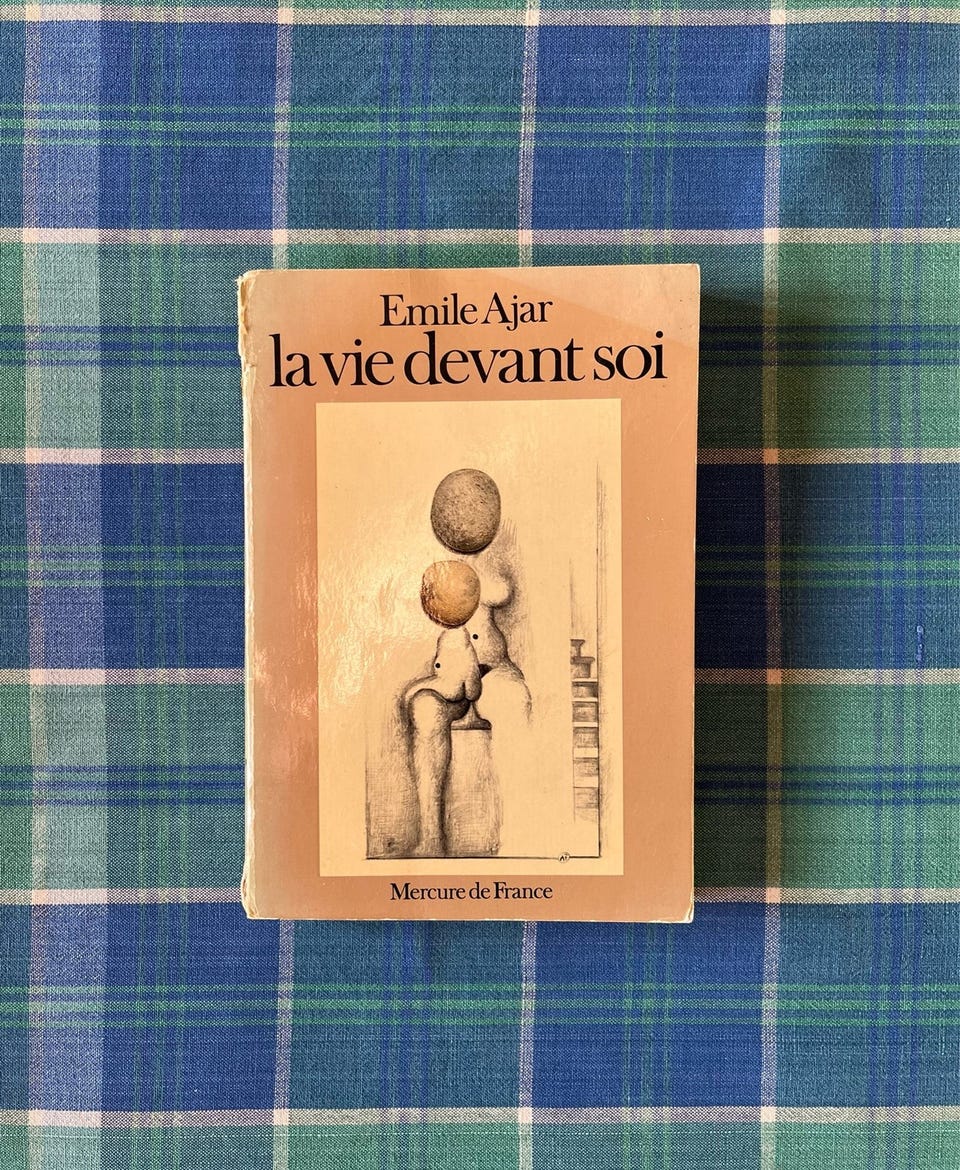 Emile Ajar
la vie devant soi
Mercure de France